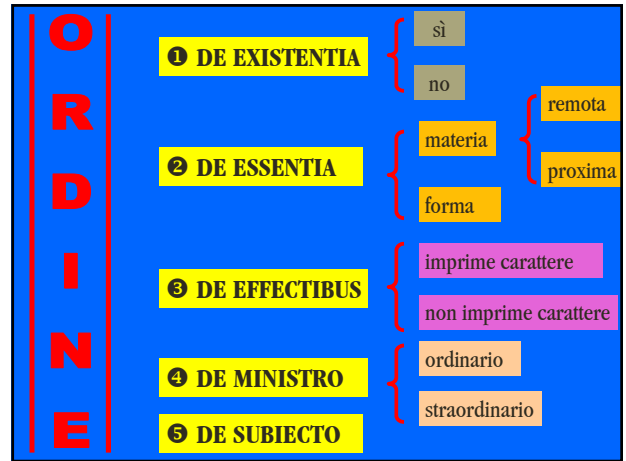 ORDINE
❶ DE EXISTENTIA
sì
no
❷ DE ESSENTIA
materia
remota
proxima
forma
❸ DE EFFECTIBUS
imprime carattere
non imprime carattere
❹ DE MINISTRO
ordinario
straordinario
❺ DE SUBIECTO